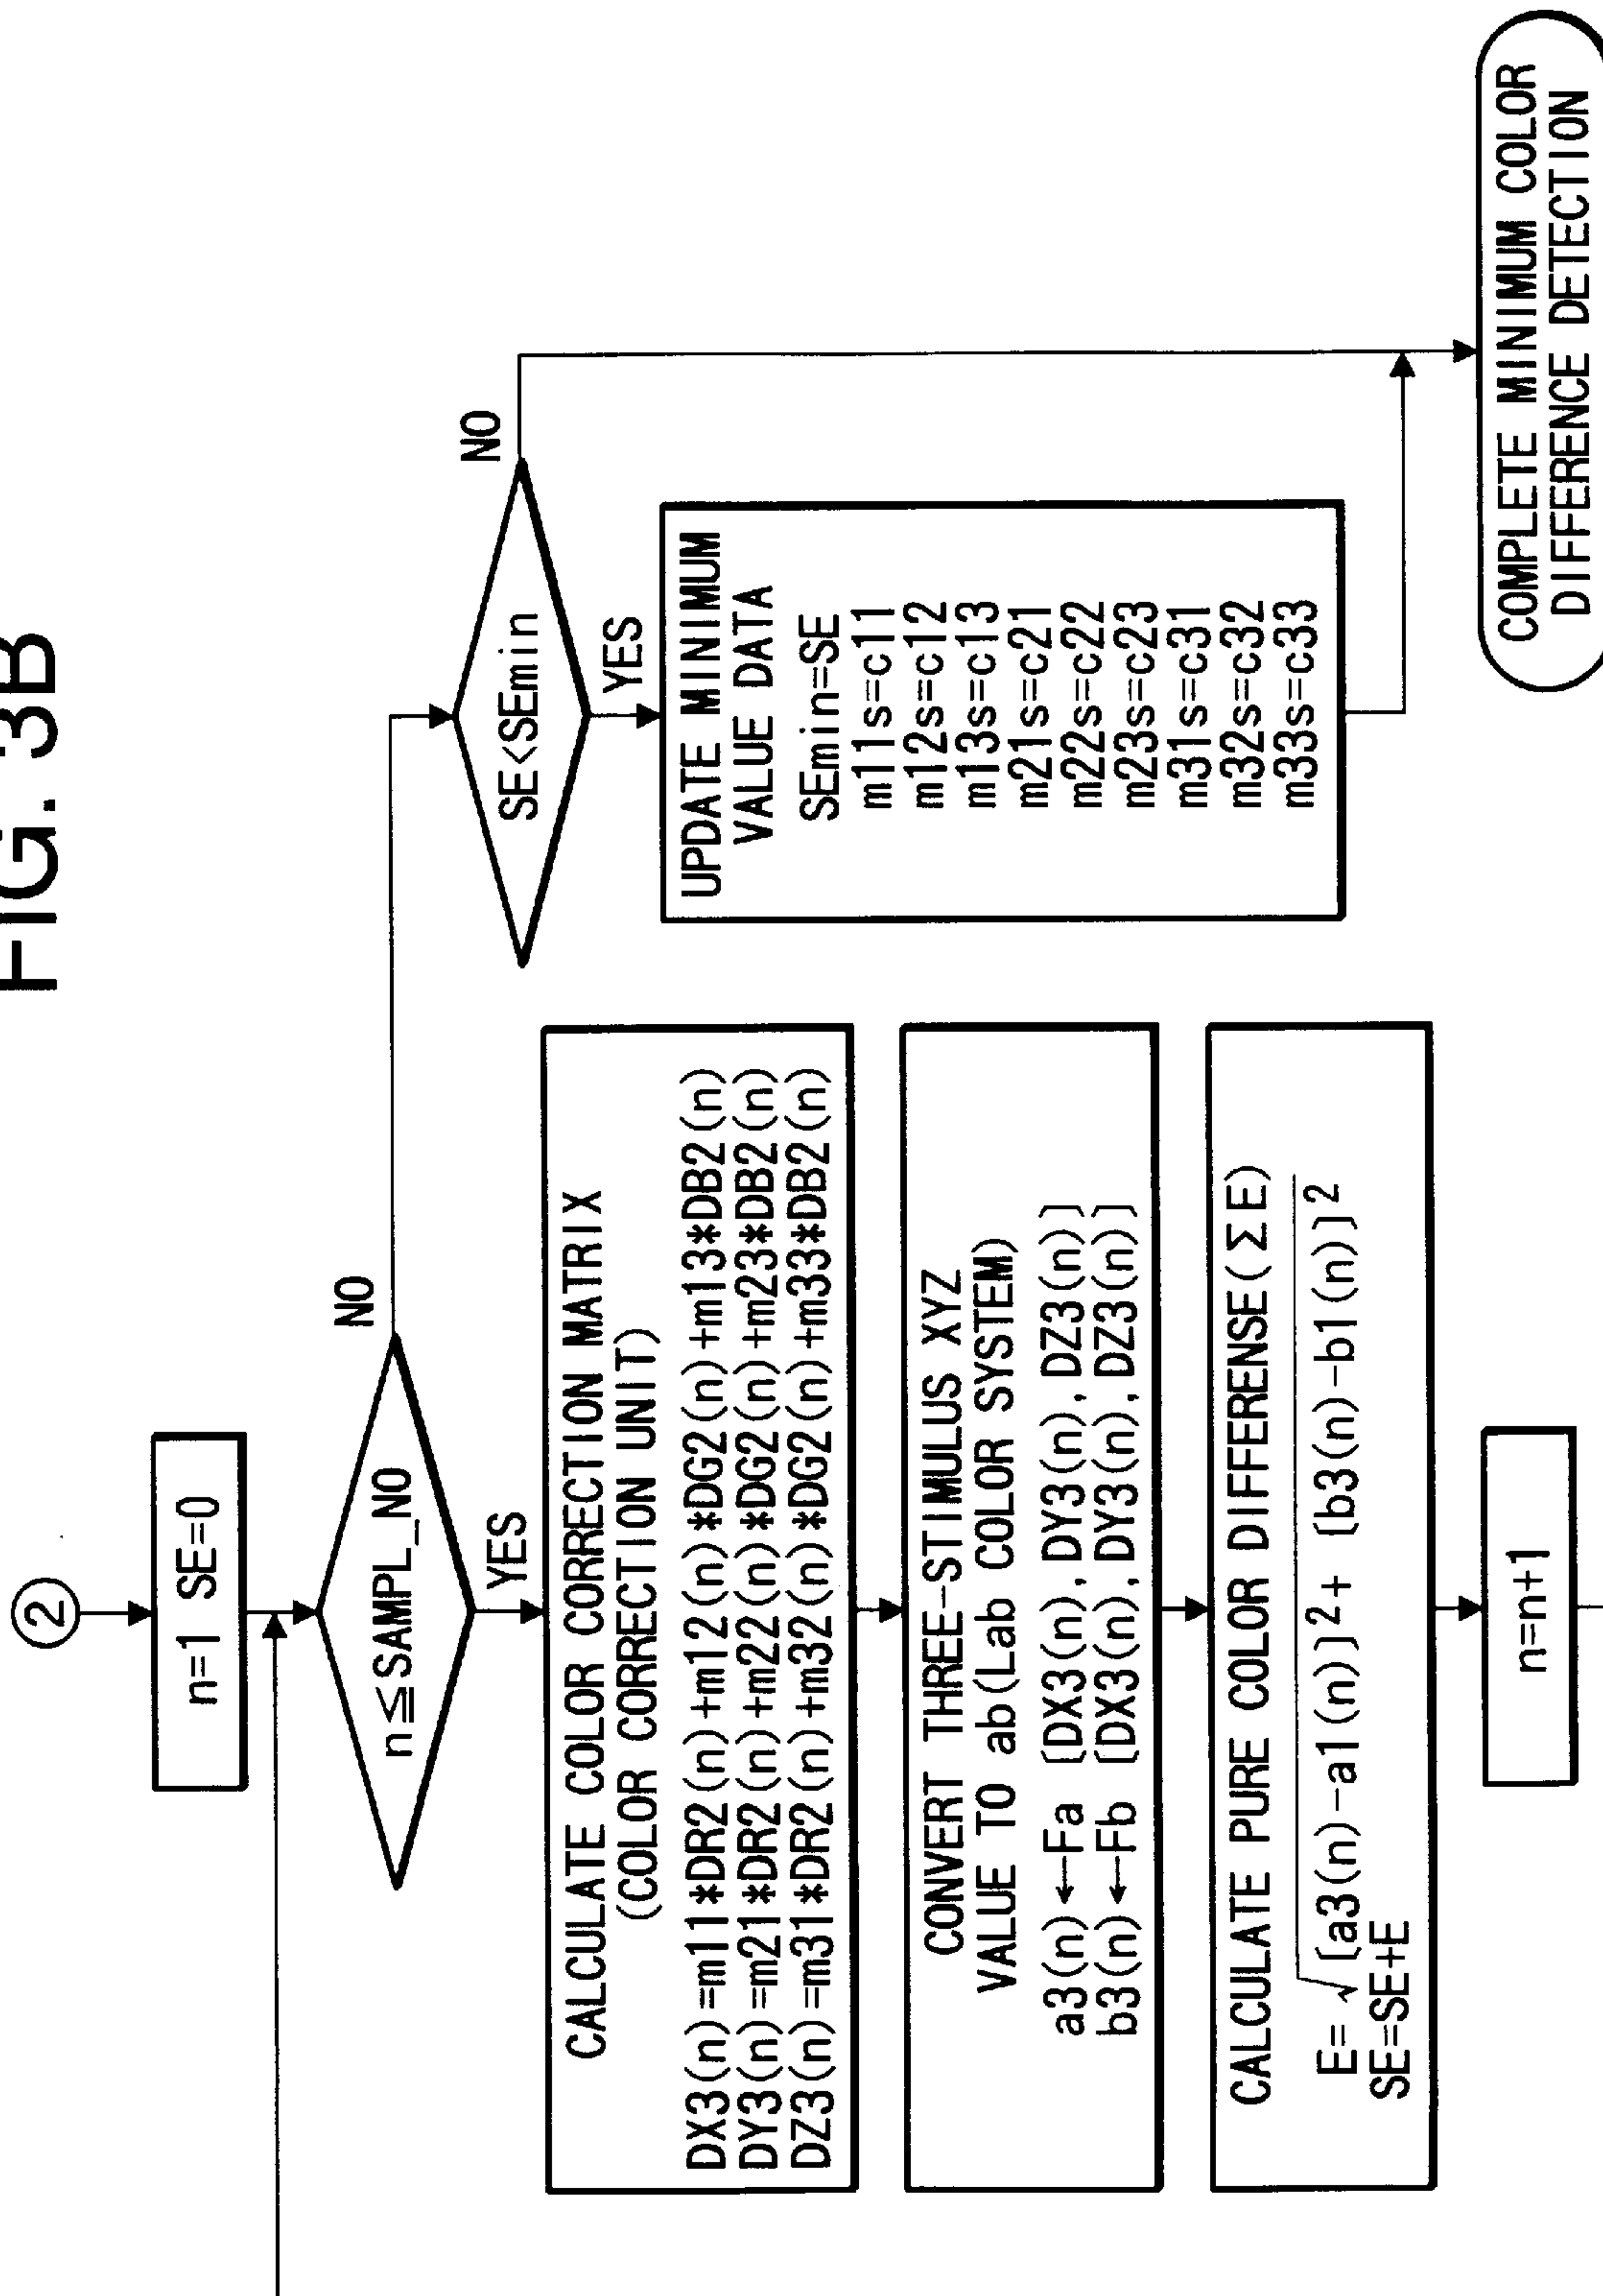 FIG. 3B
2
n=1 SE=0
n≦SAMPL_NO
NO
YES
CALCULATE COLOR CORRECTION MATRIX
(COLOR CORRECTION UNIT)
DX3(n)=m11*DR2(n)+m12(n)*DG2(n)+m13*DB2(n)
DY3(n)=m21*DR2(n)+m22(n)*DG2(n)+m23*DB2(n)
DZ3(n)=m31*DR2(n)+m32(n)*DG2(n)+m33*DB2(n)
CONVERT THREE-STIMULUS XYZ
VALUE TO ab(Lab COLOR SYSTEM)
a3(n)←Fa [DX3(n), DY3(n), DZ3(n)]
b3(n)←Fb [DX3(n), DY3(n), DZ3(n)]
CALCULATE PURE COLOR DIFFERENSE(ΣE)
E= √ [a3(n)-a1(n))]2+ [b3(n)-b1(n))]2
SE=SE+E
n=n+1
SE<SEmin
NO
YES
UPDATE MINIMUM
VALUE DATA
SEmin=SE
m11s=c11
m12s=c12
m13s=c13
m21s=c21
m22s=c22
m23s=c23
m31s=c31
m32s=c32
m33s=c33
COMPLETE MINIMUM COLOR
DIFFERENCE DETECTION